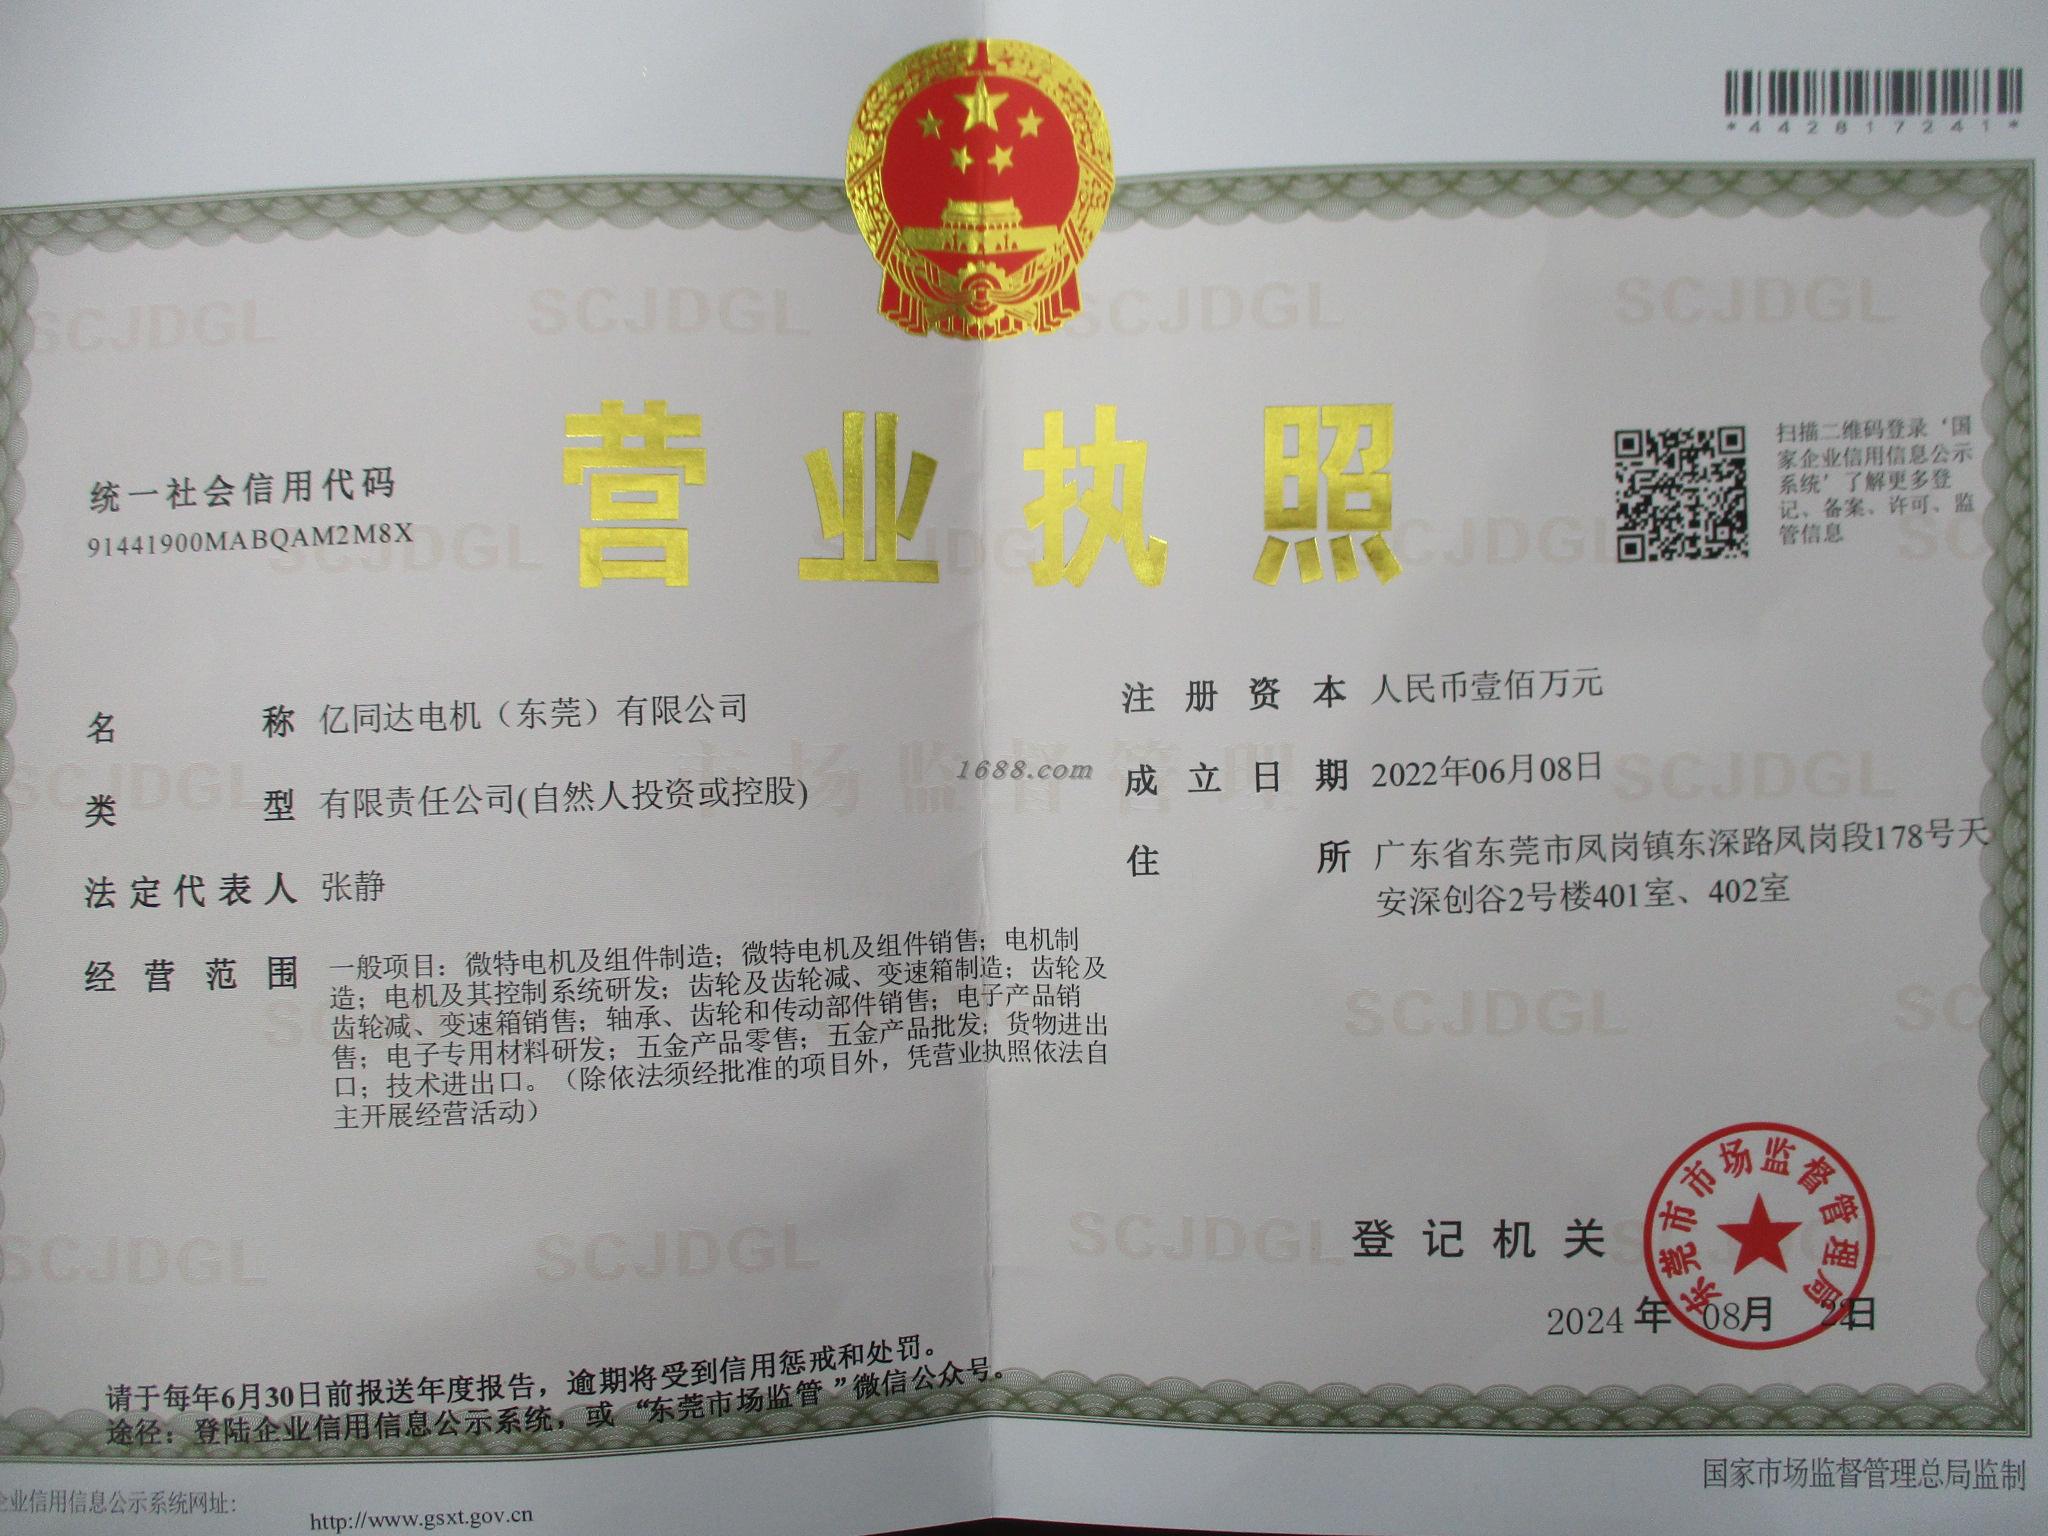 *442817241*
营业执照
统一社会信用代码
91441900MABQAM2M8X
扫描二维码登录‘国
家企业信用信息公示
系统’了解更多登
记、备案、许可、监
管信息
名称 亿同达电机（东莞）有限公司
类型 有限责任公司(自然人投资或控股)
法定代表人 张静
经营范围 一般项目：微特电机及组件制造；微特电机及组件销售；电机制
造；电机及其控制系统研发；齿轮及齿轮减、变速箱制造；齿轮及
齿轮减、变速箱销售；轴承、齿轮和传动部件销售；电子产品销
售；电子专用材料研发；五金产品零售；五金产品批发；货物进出
口；技术进出口。（除依法须经批准的项目外，凭营业执照依法自
主开展经营活动）
注册资本 人民币壹佰万元
成立日期 2022年06月08日
住所 广东省东莞市凤岗镇东深路凤岗段178号天
安深创谷2号楼401室、402室
1688.com
市场监督管理
SCJDGL
登记机关
东莞市市场监督管理局
2024年08月22日
请于每年6月30日前报送年度报告，逾期将受到信用惩戒和处罚。
途径：登陆企业信用信息公示系统，或“东莞市场监管”微信公众号。
企业信用信息公示系统网址：
http://www.gsxt.gov.cn
国家市场监督管理总局监制